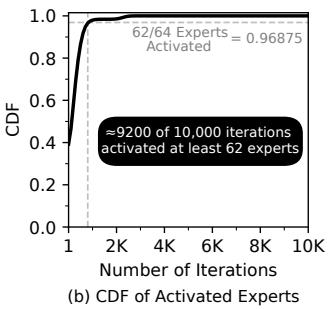 1.0
0.8
0.6
0.4
0.2
0.0
CDF
62/64 Experts
Activated
= 0.96875
≈9200 of 10,000 iterations
activated at least 62 experts
1 2K 4K 6K 8K 10K
Number of Iterations
(b) CDF of Activated Experts